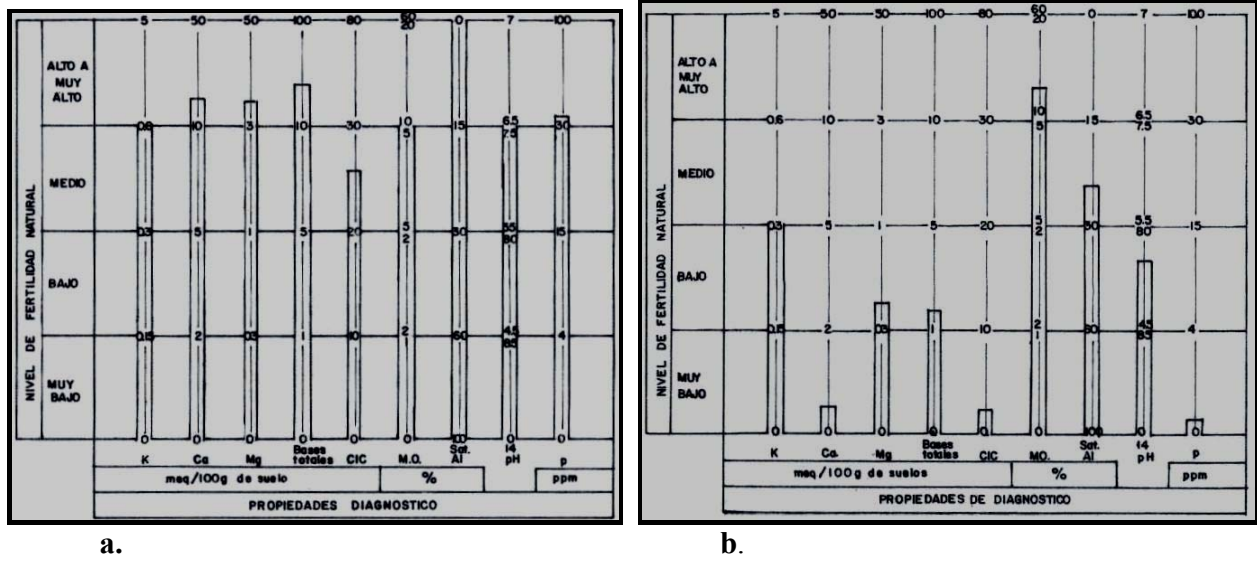 5 50 50 100 80 60 20 0 7 100
ALTO A
MUY
ALTO
0.6 10 3 10 30 10 5 15 6.5 7.5 30
MEDIO
0.3 5 1 5 20 5 2 30 5.5 80 15
BAJO
0.15 2 0.3 1 10 2 60 4.5 85 4
MUY
BAJO
0 0 0 0 0 0 100 0 0
NIVEL DE FERTILIDAD NATURAL
K Ca Mg Bases totales CIC M.O. Sat. Al 14 pH P
meq./100g de suelo % ppm
PROPIEDADES DIAGNOSTICO
a.
5 50 30 100 80 60 20 0 7 100
ALTO A
MUY
ALTO
0.6 10 3 10 30 10 5 15 6.5 7.5 30
MEDIO
0.3 5 1 5 20 5 2 30 5.5 80 15
BAJO
0.15 2 0.3 1 10 2 1 60 4.5 85 4
MUY
BAJO
0 0 0 0 0 0 100 0 0
NIVEL DE FERTILIDAD NATURAL
K Ca. Mg Bases totales CIC MO. Sat. Al 14 pH P
meq./100g de suelos % ppm
PROPIEDADES DE DIAGNOSTICO
b.